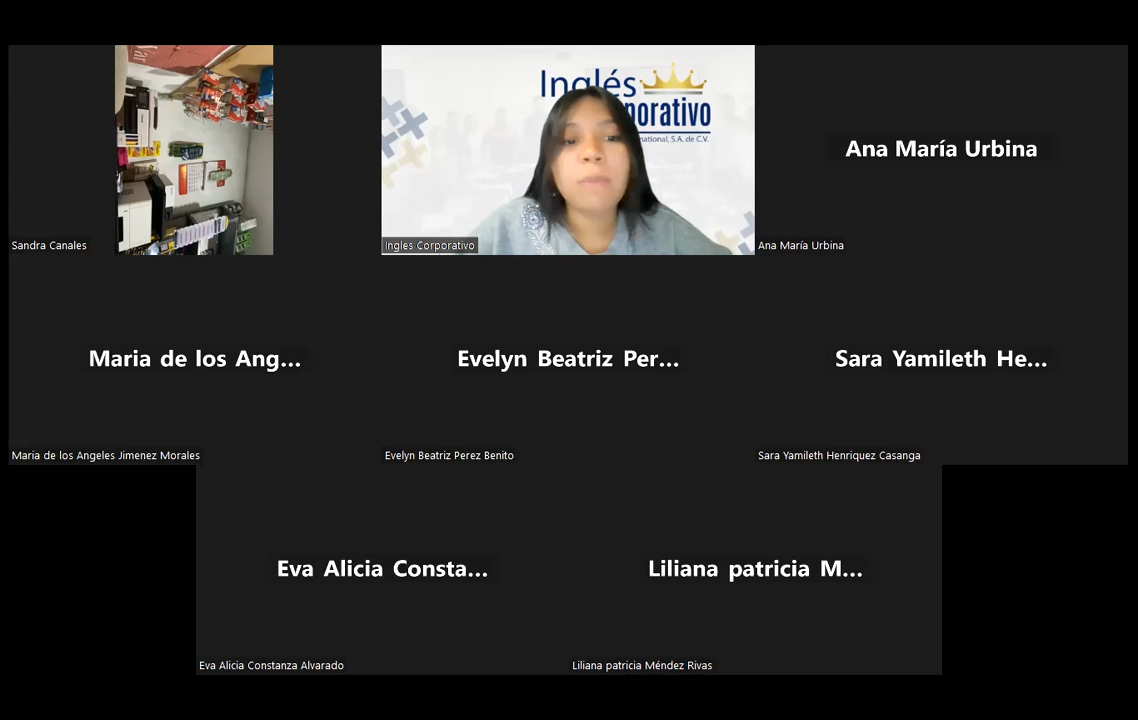 Inglés
porativo
national, S.A. de C.V.
Sandra Canales
Ingles Corporativo
Ana María Urbina
Ana María Urbina
Maria de los Ang...
Evelyn Beatriz Per...
Sara Yamileth He...
Maria de los Angeles Jimenez Morales
Evelyn Beatriz Perez Benito
Sara Yamileth Henriquez Casanga
Eva Alicia Consta...
Liliana patricia M...
Eva Alicia Constanza Alvarado
Liliana patricia Méndez Rivas